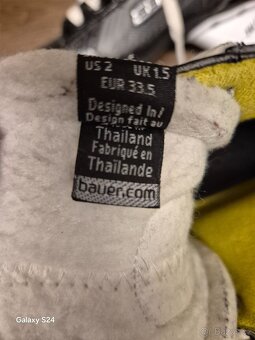 US 2 UK 1.5
EUR 33.5
Designed In/
Design fait au
Thailand
Fabriqué en
Thaïlande
bauer.com
Galaxy S24